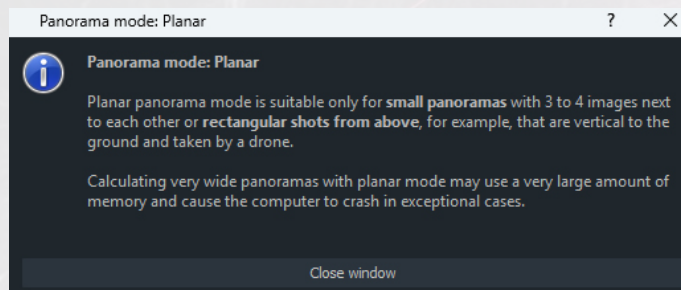 Panorama mode: Planar
Panorama mode: Planar
Planar panorama mode is suitable only for small panoramas with 3 to 4 images next
to each other or rectangular shots from above, for example, that are vertical to the
ground and taken by a drone.
Calculating very wide panoramas with planar mode may use a very large amount of
memory and cause the computer to crash in exceptional cases.
Close window